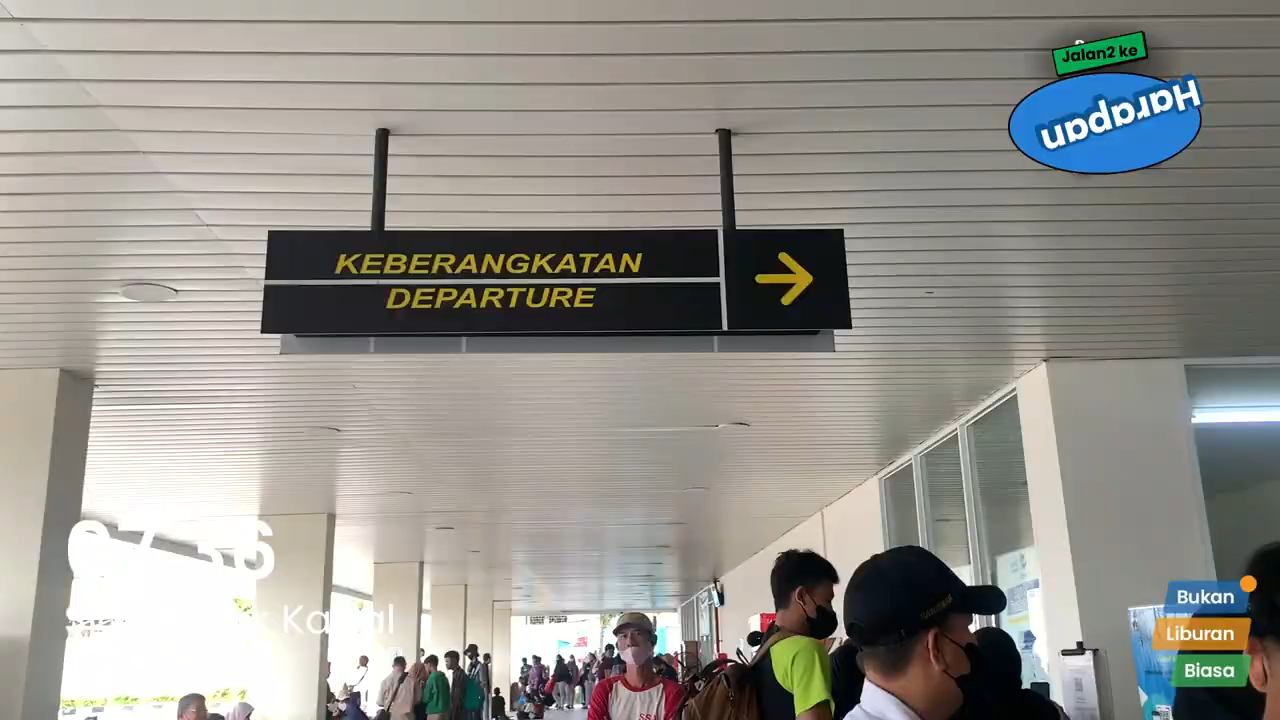 Jalan2 ke
Harapan
KEBERANGKATAN
DEPARTURE
Bukan
Liburan
Biasa